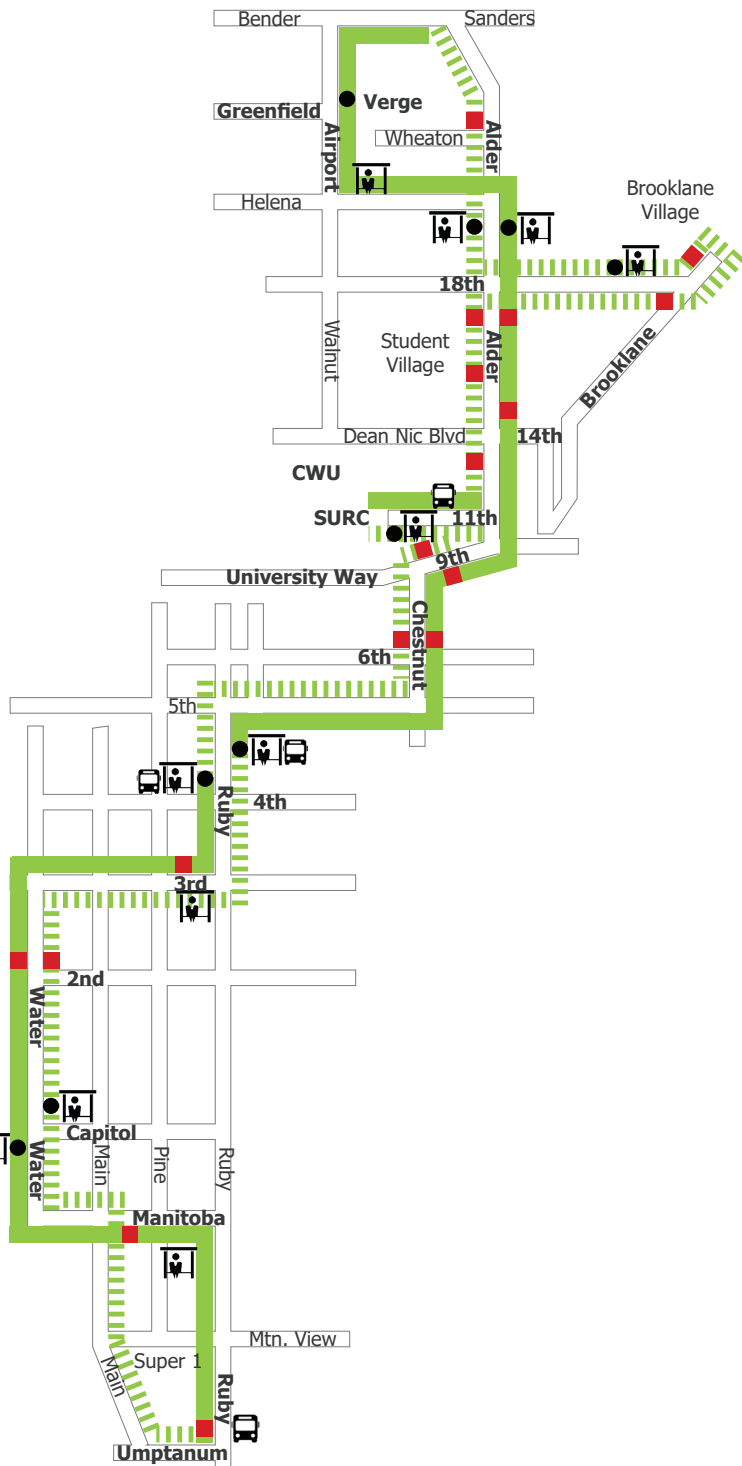 Bender
Sanders
Greenfield
Verge
Airport
Wheaton
Alder
Helena
Brooklane
Village
18th
Walnut
Student
Village
Alder
Brooklane
Dean Nic Blvd
14th
CWU
SURC
11th
9th
University Way
Chestnut
6th
5th
Ruby
4th
3rd
2nd
Water
Capitol
Water
Main
Pine
Ruby
Manitoba
Mtn. View
Super 1
Main
Ruby
Umptanum